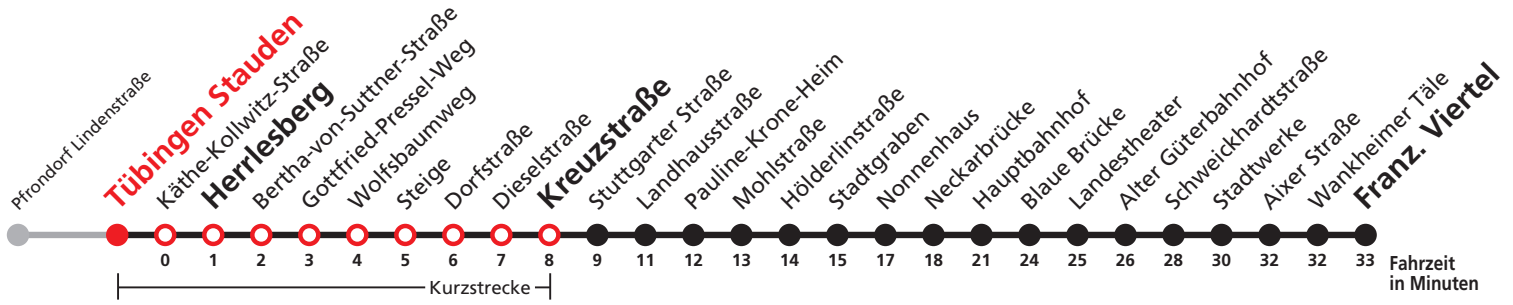 Pfrondorf Lindenstraße
Tübingen Stauden
Käthe-Kollwitz-Straße
Herrlesberg
Bertha-von-Suttner-Straße
Gottfried-Pressel-Weg
Wolfsbaumweg
Steige
Dorfstraße
Dieselstraße
Kreuzstraße
Stuttgarter Straße
Landhausstraße
Pauline-Krone-Heim
Mohlstraße
Hölderlinstraße
Stadtgraben
Nonnenhaus
Neckarbrücke
Hauptbahnhof
Blaue Brücke
Landestheater
Alter Güterbahnhof
Schweickhardtstraße
Stadtwerke
Aixer Straße
Wankheimer Täle
Franz. Viertel
0 1 2 3 4 5 6 7 8 9 11 12 13 14 15 17 18 21 24 25 26 28 30 32 32 33
Fahrzeit
in Minuten
Kurzstrecke